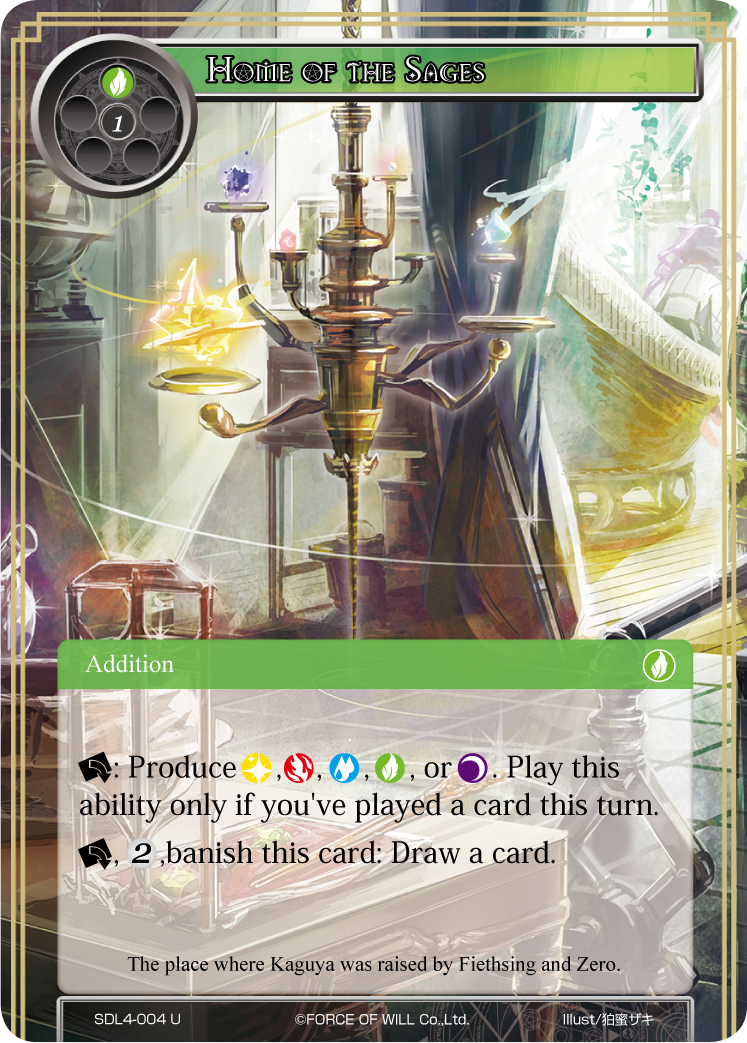 Home of the Sages
1
Addition
: Produce , , , , or . Play this
ability only if you've played a card this turn.
, 2 ,banish this card: Draw a card.
The place where Kaguya was raised by Fiethsing and Zero.
SDL4-004 U ©FORCE OF WILL Co.,Ltd. Illust/狛蜜ザキ